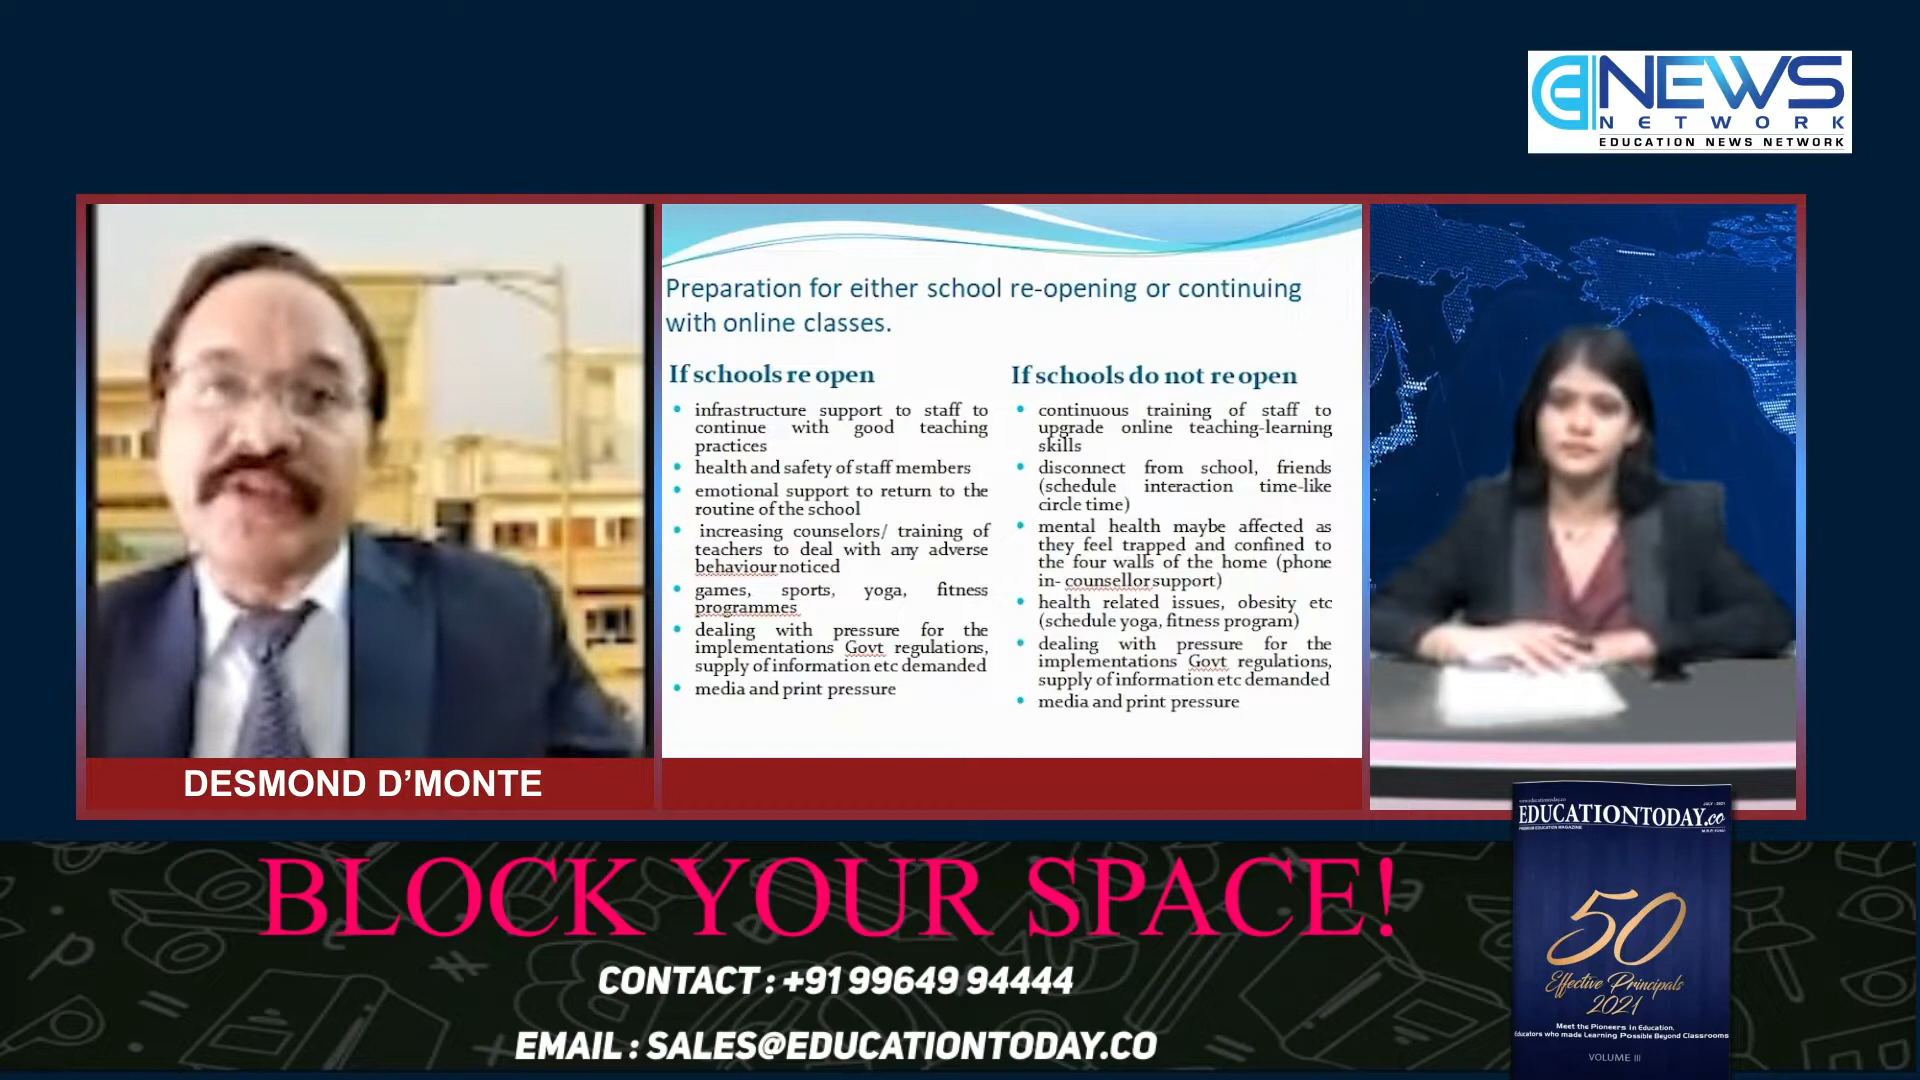 NEWS
NETWORK
EDUCATION NEWS NETWORK
Preparation for either school re-opening or continuing
with online classes.
If schools re open
infrastructure support to staff to
continue with good teaching
practices
health and safety of staff members
emotional support to return to the
routine of the school
increasing counselors/ training of
teachers to deal with any adverse
behaviour noticed
games, sports, yoga, fitness
programmes
dealing with pressure for the
implementations Govt regulations,
supply of information etc demanded
media and print pressure
If schools do not re open
continuous training of staff to
upgrade online teaching-learning
skills
disconnect from school, friends
(schedule interaction time-like
circle time)
mental health maybe affected as
they feel trapped and confined to
the four walls of the home (phone
in- counsellor support)
health related issues, obesity etc
(schedule yoga, fitness program)
dealing with pressure for the
implementations Govt regulations,
supply of information etc demanded
media and print pressure
DESMOND D'MONTE
BLOCK YOUR SPACE!
CONTACT : +91 99649 94444
EMAIL : SALES@EDUCATIONTODAY.CO
JULY - 2021
EDUCATIONTODAY.co
PREMIUM EDUCATION MAGAZINE
50
Effective Principals
2021
Meet the Pioneers in Education,
Educators who made Learning Possible Beyond Classrooms
VOLUME III